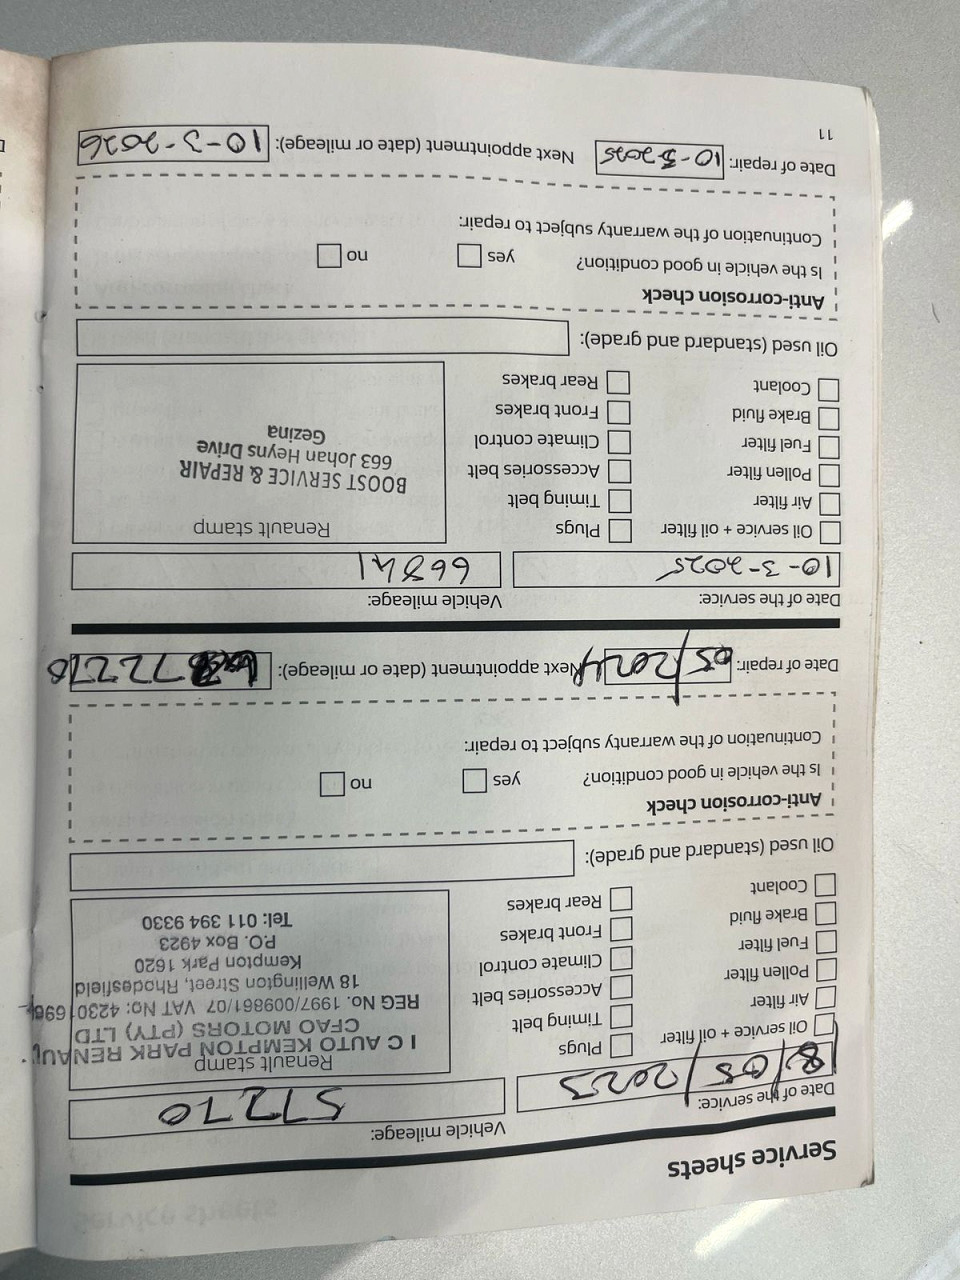 Service sheets
Date of the service: 8/05/2023
Vehicle mileage: 57270
Oil service + oil filter
Air filter
Pollen filter
Fuel filter
Brake fluid
Coolant
Plugs
Timing belt
Accessories belt
Climate control
Front brakes
Rear brakes
Renault stamp
I C AUTO KEMPTON PARK RENAUL
CFAO MOTORS (PTY) LTD
REG No. 1997/009861/07 VAT No:
18 Wellington Street, Rhodesfield
Kempton Park 1620
P.O. Box 4923
Tel: 011 394 9330
Oil used (standard and grade):
Anti-corrosion check
Is the vehicle in good condition? yes no
Continuation of the warranty subject to repair:
Date of repair: 05/2024 Next appointment (date or mileage): 72270
Date of the service: 10-3-2025
Vehicle mileage: 66841
Oil service + oil filter
Air filter
Pollen filter
Fuel filter
Brake fluid
Coolant
Plugs
Timing belt
Accessories belt
Climate control
Front brakes
Rear brakes
Renault stamp
BOOST SERVICE & REPAIR
663 Johan Heyns Drive
Gezina
Oil used (standard and grade):
Anti-corrosion check
Is the vehicle in good condition? yes no
Continuation of the warranty subject to repair:
Date of repair: 10-3-2025 Next appointment (date or mileage): 10-3-2026
11